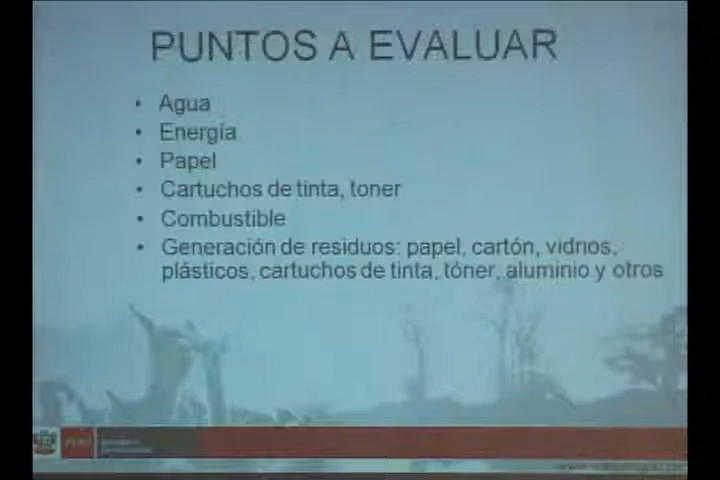 PUNTOS A EVALUAR
• Agua
• Energía
• Papel
• Cartuchos de tinta, toner
• Combustible
• Generación de residuos: papel, cartón, vidrios,
plásticos, cartuchos de tinta, tóner, aluminio y otros
PERÚ